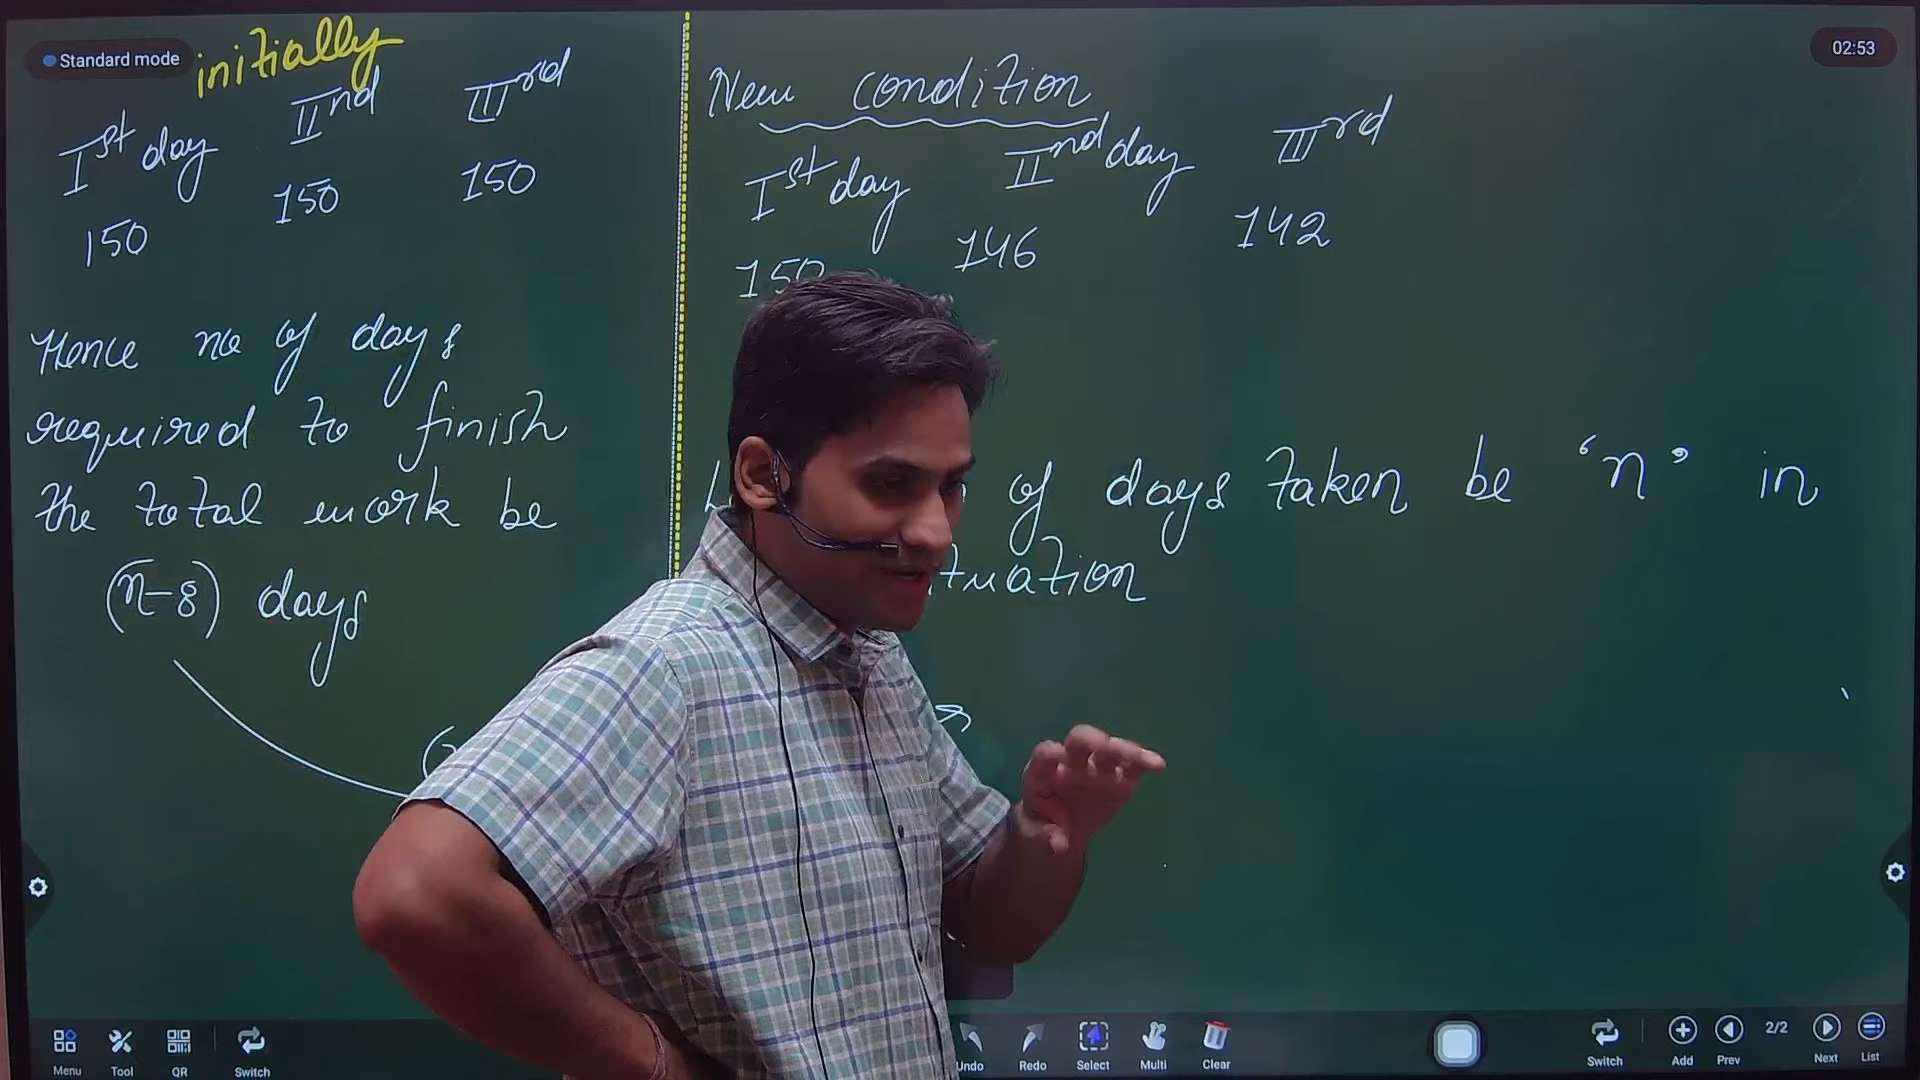 Standard mode
02:53
initially
Ist day IInd IIIrd
150 150 150
Hence no of days
required to finish
the total work be
(n-8) days
New condition
Ist day IInd day IIIrd
150 146 142
of days taken be 'n' in
Menu Tool QR Switch
Undo Redo Select Multi Clear
Switch Add Prev 2/2 Next List